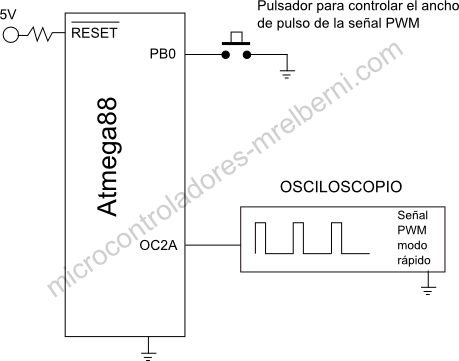 Pulsador para controlar el ancho
de pulso de la señal PWM
5V
RESET
PB0
Atmega88
microcontroladores-mrelberni.com
OSCILOSCOPIO
Señal
PWM
modo
rápido
OC2A